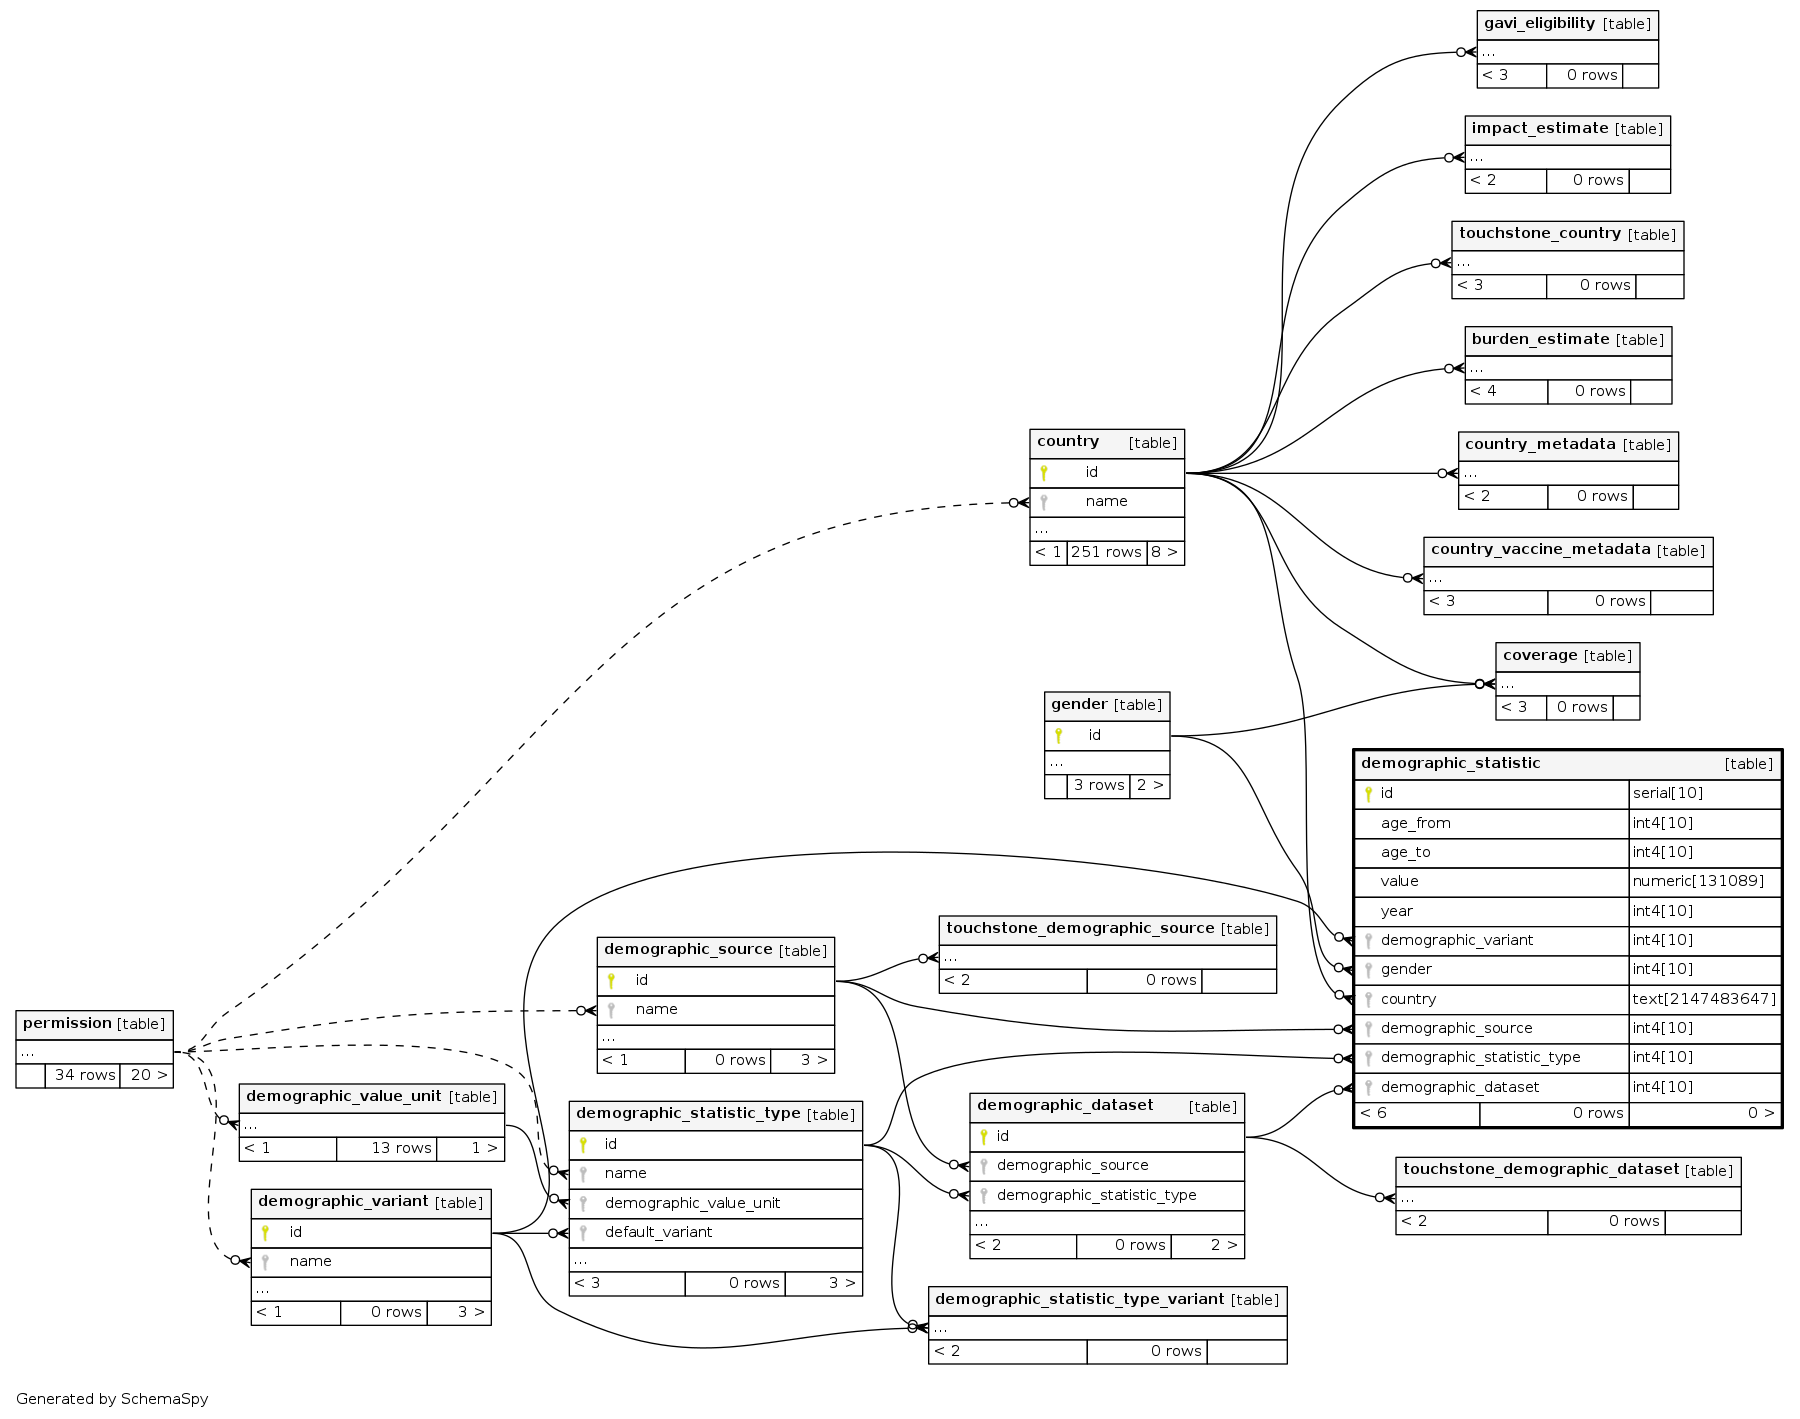 gavi_eligibility [table]
...
< 3 0 rows
impact_estimate [table]
...
< 2 0 rows
touchstone_country [table]
...
< 3 0 rows
burden_estimate [table]
...
< 4 0 rows
country [table]
id
name
...
< 1 251 rows 8 >
country_metadata [table]
...
< 2 0 rows
country_vaccine_metadata [table]
...
< 3 0 rows
coverage [table]
...
< 3 0 rows
gender [table]
id
...
3 rows 2 >
demographic_statistic [table]
id serial[10]
age_from int4[10]
age_to int4[10]
value numeric[131089]
year int4[10]
demographic_variant int4[10]
gender int4[10]
country text[2147483647]
demographic_source int4[10]
demographic_statistic_type int4[10]
demographic_dataset int4[10]
< 6 0 rows 0 >
touchstone_demographic_source [table]
...
< 2 0 rows
demographic_source [table]
id
name
...
< 1 0 rows 3 >
permission [table]
...
34 rows 20 >
demographic_value_unit [table]
...
< 1 13 rows 1 >
demographic_statistic_type [table]
id
name
demographic_value_unit
default_variant
...
< 3 0 rows 3 >
demographic_dataset [table]
id
demographic_source
demographic_statistic_type
...
< 2 0 rows 2 >
touchstone_demographic_dataset [table]
...
< 2 0 rows
demographic_variant [table]
id
name
...
< 1 0 rows 3 >
demographic_statistic_type_variant [table]
...
< 2 0 rows
Generated by SchemaSpy